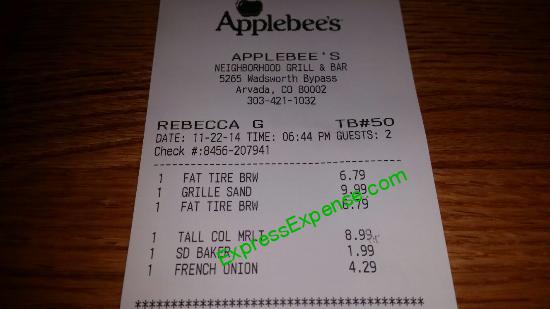 Applebee's
APPLEBEE'S
NEIGHBORHOOD GRILL & BAR
5265 Wadsworth Bypass
Arvada, CO 80002
303-421-1032
REBECCA G TB#50
DATE: 11-22-14 TIME: 06:44 PM GUESTS: 2
Check #:8456-207941
1 FAT TIRE BRW 6.79
1 GRILLE SAND 9.99
1 FAT TIRE BRW 6.79
1 TALL COL MRLT 8.99
1 SD BAKER 1.99
1 FRENCH ONION 4.29
****************************************
ExpressExpence.com